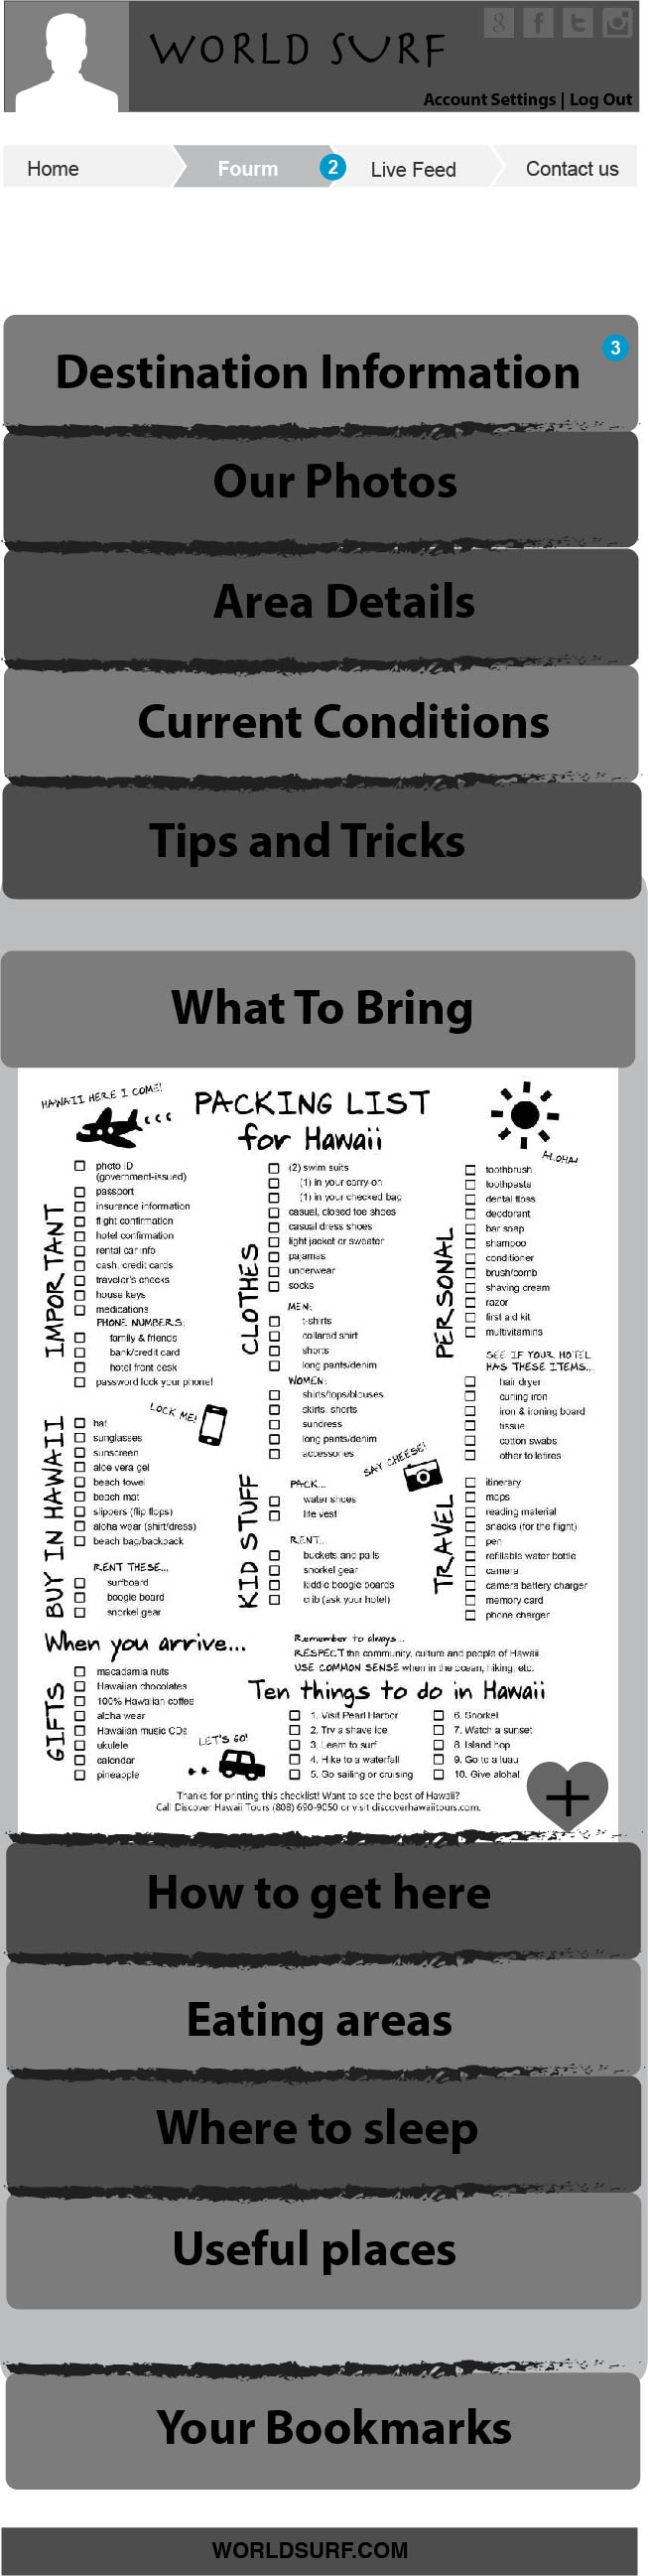 WORLD SURF
Account Settings | Log Out
Home
Fourm
2
Live Feed
Contact us
Destination Information
3
Our Photos
Area Details
Current Conditions
Tips and Tricks
What To Bring
HAWAII HERE I COME!
PACKING LIST
for Hawaii
ALOHA!
IMPORTANT
photo ID
(government-issued)
passport
insurance information
flight confirmation
hotel confirmation
rental car info
cash, credit cards
traveler's checks
house keys
medications
PHONE NUMBERS:
family & friends
bank/credit card
hotel front desk
password lock your phone!
LOCK ME!
CLOTHES
(2) swim suits
(1) in your carry-on
(1) in your checked bag
casual, closed toe shoes
casual dress shoes
light jacket or sweater
pajamas
underwear
socks
MEN:
t-shirts
collared shirt
shorts
long pants/denim
WOMEN:
shirts/tops/blouses
skirts, shorts
sundress
long pants/denim
accessories
PERSONAL
toothbrush
toothpaste
dental floss
deodorant
bar soap
shampoo
conditioner
brush/comb
shaving cream
razor
first aid kit
multivitamins
SEE IF YOUR HOTEL
HAS THESE ITEMS...
hair dryer
curling iron
iron & ironing board
tissue
cotton swabs
other toiletries
BUY IN HAWAII
hat
sunglasses
sunscreen
aloe vera gel
beach towel
beach mat
slippers (flip flops)
aloha wear (shirt/dress)
beach bag/backpack
RENT THESE...
surfboard
boogie board
snorkel gear
SAY CHEESE!
KID STUFF
PACK...
water shoes
life vest
RENT...
buckets and pails
snorkel gear
kiddie boogie boards
crib (ask your hotel)
TRAVEL
itinerary
maps
reading material
snacks (for the flight)
pen
refillable water bottle
camera
camera battery charger
memory card
phone charger
When you arrive...
Remember to always...
RESPECT the community, culture and people of Hawaii.
USE COMMON SENSE when in the ocean, hiking, etc.
GIFTS
macadamia nuts
Hawaiian chocolates
100% Hawaiian coffee
aloha wear
Hawaiian music CDs
ukulele
calendar
pineapple
LET'S GO!
Ten things to do in Hawaii
1. Visit Pearl Harbor
2. Try a shave ice
3. Learn to surf
4. Hike to a waterfall
5. Go sailing or cruising
6. Snorkel
7. Watch a sunset
8. Island hop
9. Go to a luau
10. Give aloha!
Thanks for printing this checklist! Want to see the best of Hawaii?
Call Discover Hawaii Tours (808) 690-9050 or visit discoverhawaiitours.com.
How to get here
Eating areas
Where to sleep
Useful places
Your Bookmarks
WORLDSURF.COM